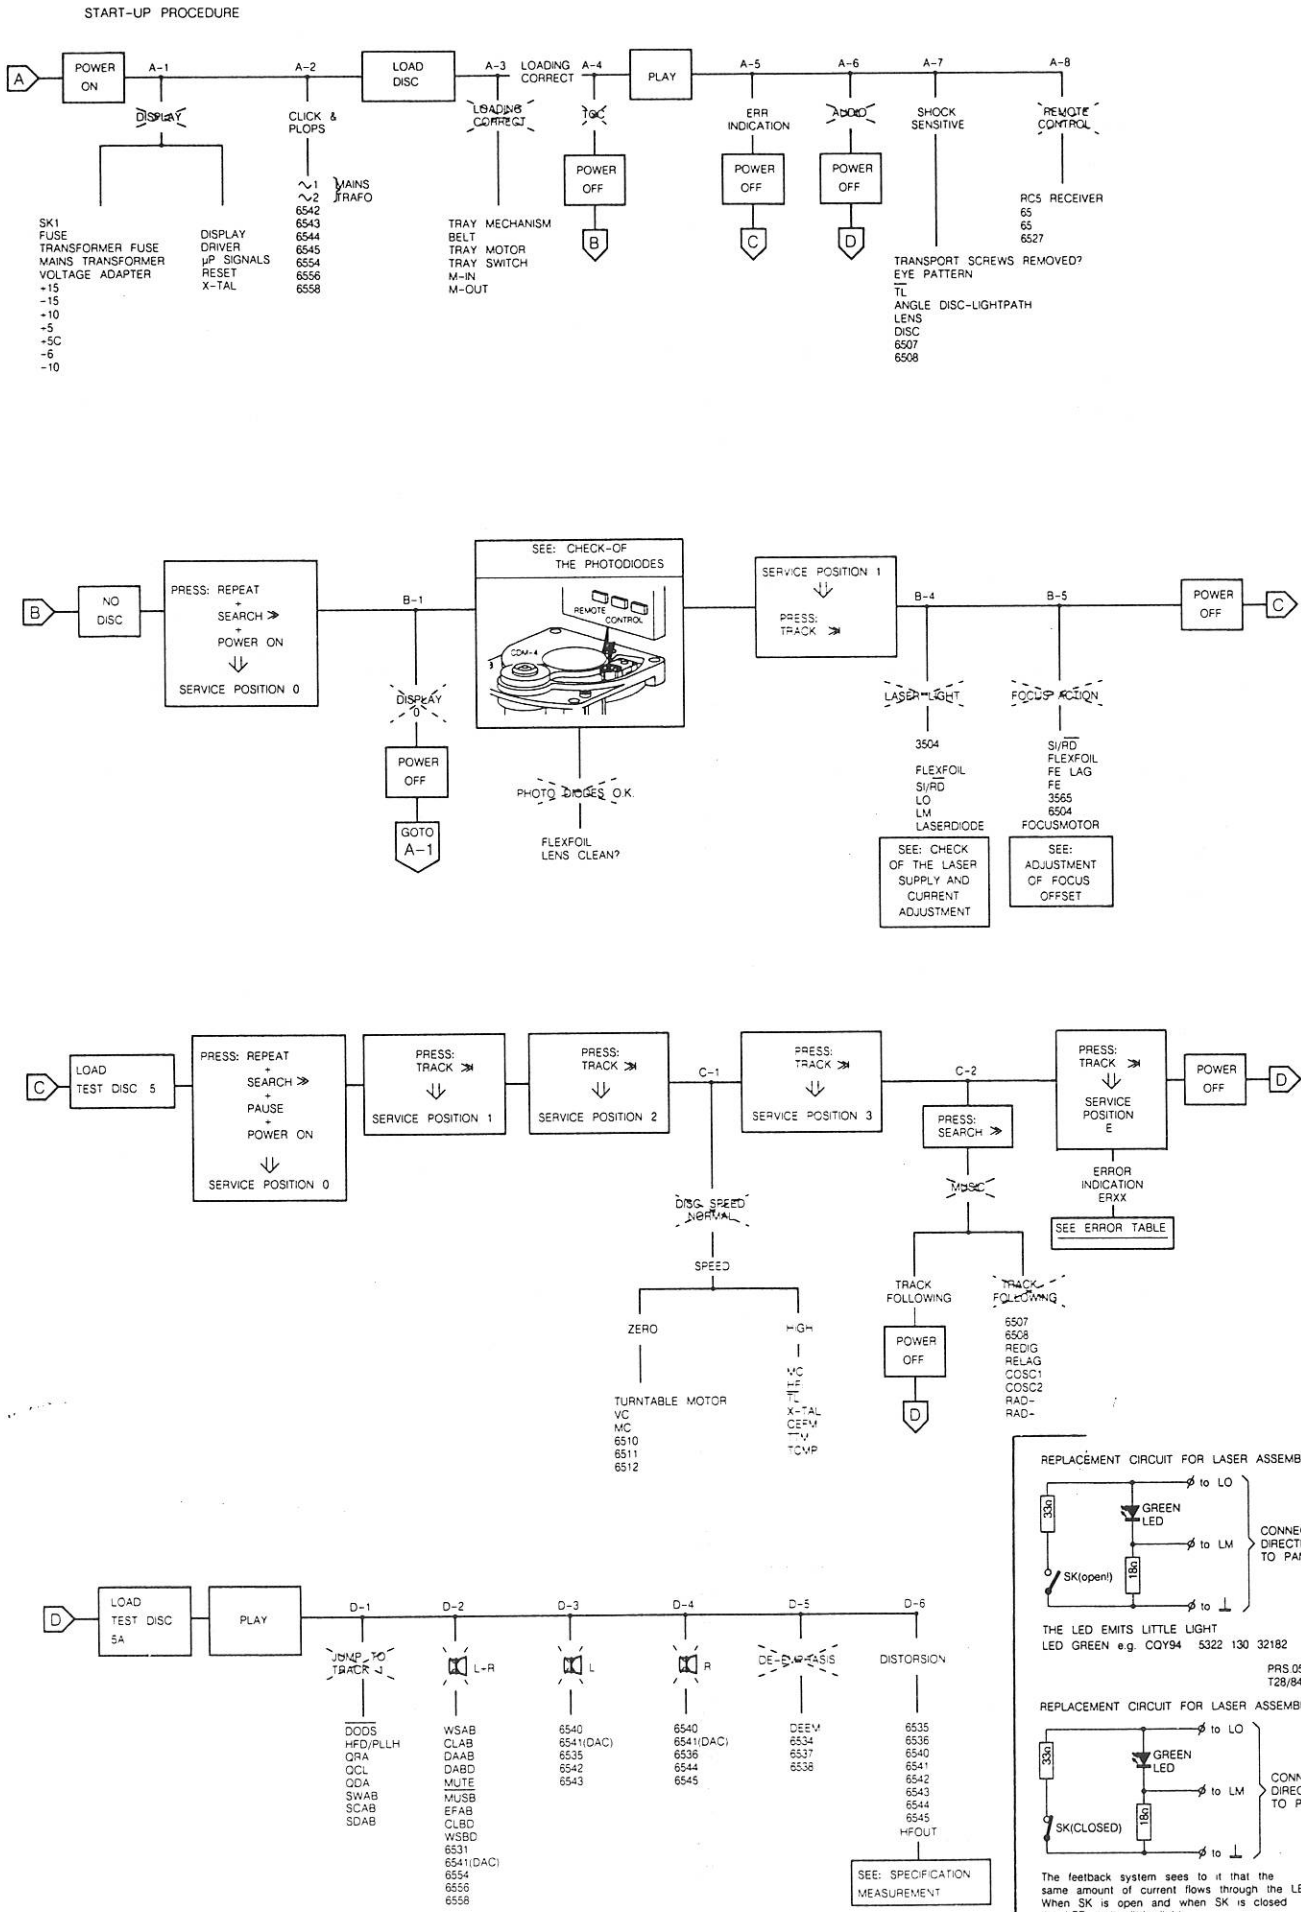 START-UP PROCEDURE
A
POWER
ON
A-1
DISPLAY
SK1
FUSE
TRANSFORMER FUSE
MAINS TRANSFORMER
VOLTAGE ADAPTER
+15
-15
+10
+5
+5C
-6
-10
DISPLAY
DRIVER
µP SIGNALS
RESET
X-TAL
A-2
CLICK &
PLOPS
~1 } MAINS
~2 } TRAFO
6542
6543
6544
6545
6554
6556
6558
LOAD
DISC
A-3
LOADING
CORRECT
TRAY MECHANISM
BELT
TRAY MOTOR
TRAY SWITCH
M-IN
M-OUT
LOADING
CORRECT
A-4
TOC
POWER
OFF
B
PLAY
A-5
ERR
INDICATION
POWER
OFF
C
A-6
AUDIO
POWER
OFF
D
A-7
SHOCK
SENSITIVE
TRANSPORT SCREWS REMOVED?
EYE PATTERN
TL
ANGLE DISC-LIGHTPATH
LENS
DISC
6507
6508
A-8
REMOTE
CONTROL
RC5 RECEIVER
65
65
6527
B
NO
DISC
PRESS: REPEAT
+
SEARCH ≫
+
POWER ON
⇓
SERVICE POSITION 0
B-1
DISPLAY
0
POWER
OFF
GOTO
A-1
SEE: CHECK-OF
THE PHOTODIODES
REMOTE
CONTROL
CDM-4
PHOTO DIODES O.K.
FLEXFOIL
LENS CLEAN?
SERVICE POSITION 1
⇓
PRESS:
TRACK ≫
B-4
LASER LIGHT
3504
FLEXFOIL
SI/RD
LO
LM
LASERDIODE
SEE: CHECK
OF THE LASER
SUPPLY AND
CURRENT
ADJUSTMENT
B-5
FOCUS ACTION
SI/RD
FLEXFOIL
FE LAG
FE
3565
6504
FOCUSMOTOR
SEE:
ADJUSTMENT
OF FOCUS
OFFSET
POWER
OFF
C
C
LOAD
TEST DISC 5
PRESS: REPEAT
+
SEARCH ≫
+
PAUSE
+
POWER ON
⇓
SERVICE POSITION 0
PRESS:
TRACK ≫
⇓
SERVICE POSITION 1
PRESS:
TRACK ≫
⇓
SERVICE POSITION 2
C-1
DISC SPEED
NORMAL
SPEED
ZERO
TURNTABLE MOTOR
VC
MC
6510
6511
6512
HIGH
MC
HF
TL
X-TAL
CEFM
TTM
TCMP
PRESS:
TRACK ≫
⇓
SERVICE POSITION 3
C-2
PRESS:
SEARCH ≫
MUSIC
TRACK
FOLLOWING
POWER
OFF
D
TRACK
FOLLOWING
6507
6508
REDIG
RELAG
COSC1
COSC2
RAD-
RAD-
PRESS:
TRACK ≫
⇓
SERVICE
POSITION
E
ERROR
INDICATION
ERXX
SEE ERROR TABLE
POWER
OFF
D
D
LOAD
TEST DISC
5A
PLAY
D-1
JUMP TO
TRACK J
DODS
HFD/PLLH
QRA
QCL
QDA
SWAB
SCAB
SDAB
D-2
L-R
WSAB
CLAB
DAAB
DABD
MUTE
MUSB
EFAB
CLBD
WSBD
6531
6541(DAC)
6554
6556
6558
D-3
L
6540
6541(DAC)
6535
6542
6543
D-4
R
6540
6541(DAC)
6536
6544
6545
D-5
DE-EMPHASIS
DEEM
6534
6537
6538
D-6
DISTORSION
6535
6536
6540
6541
6542
6543
6544
6545
HFOUT
SEE: SPECIFICATION
MEASUREMENT
REPLACEMENT CIRCUIT FOR LASER ASSEMB
33Ω
GREEN
LED
18Ω
SK(open!)
to LO
to LM
to ⊥
CONNE
DIRECT
TO PA
THE LED EMITS LITTLE LIGHT
LED GREEN e.g. CQY94 5322 130 32182
PRS.05
T28/84
REPLACEMENT CIRCUIT FOR LASER ASSEMB
33Ω
GREEN
LED
18Ω
SK(CLOSED)
to LO
to LM
to ⊥
CONN
DIREC
TO P
The feetback system sees to it that the
same amount of current flows through the LE
When SK is open and when SK is closed